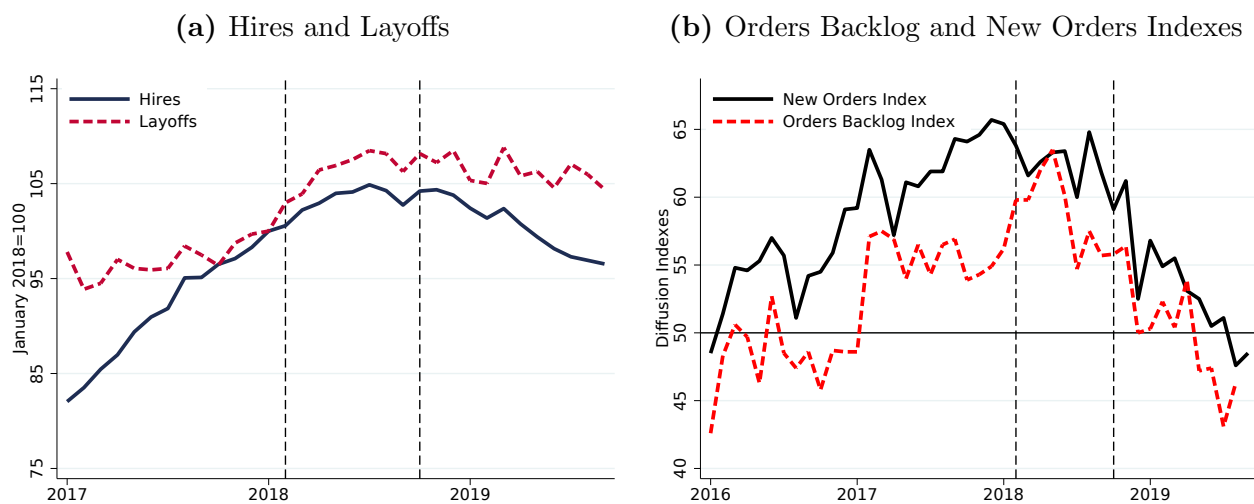 (a) Hires and Layoffs
115
105
95
85
75
January 2018=100
Hires
Layoffs
2017
2018
2019
(b) Orders Backlog and New Orders Indexes
65
60
55
50
45
40
Diffusion Indexes
New Orders Index
Orders Backlog Index
2016
2017
2018
2019